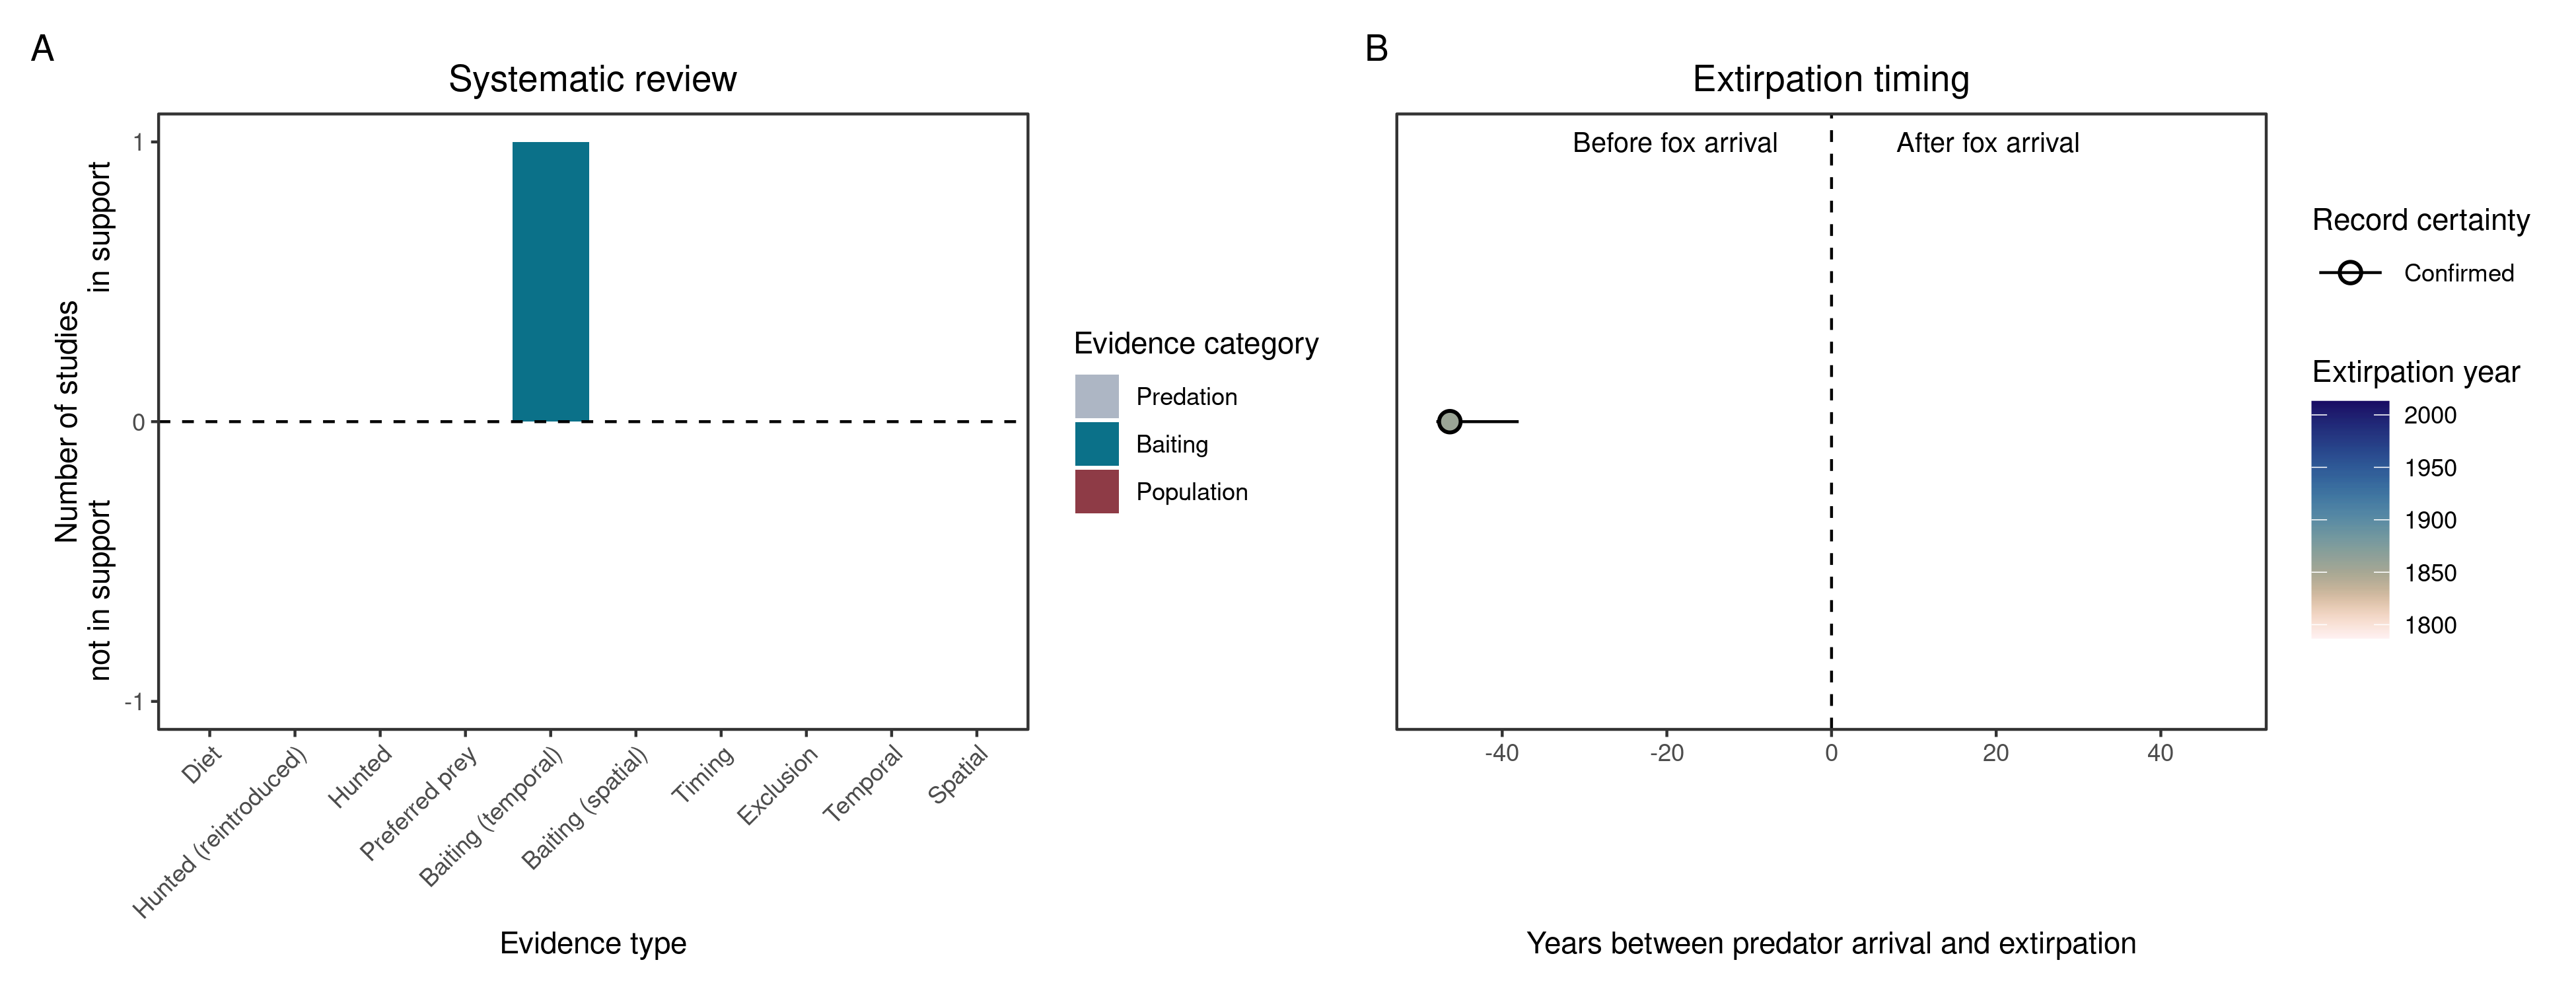 A
Systematic review
Number of studies
in support
not in support
1
0
-1
Diet
Hunted (reintroduced)
Hunted
Preferred prey
Baiting (temporal)
Baiting (spatial)
Timing
Exclusion
Temporal
Spatial
Evidence type
Evidence category
Predation
Baiting
Population
B
Extirpation timing
Before fox arrival
After fox arrival
-40
-20
0
20
40
Years between predator arrival and extirpation
Record certainty
Confirmed
Extirpation year
2000
1950
1900
1850
1800